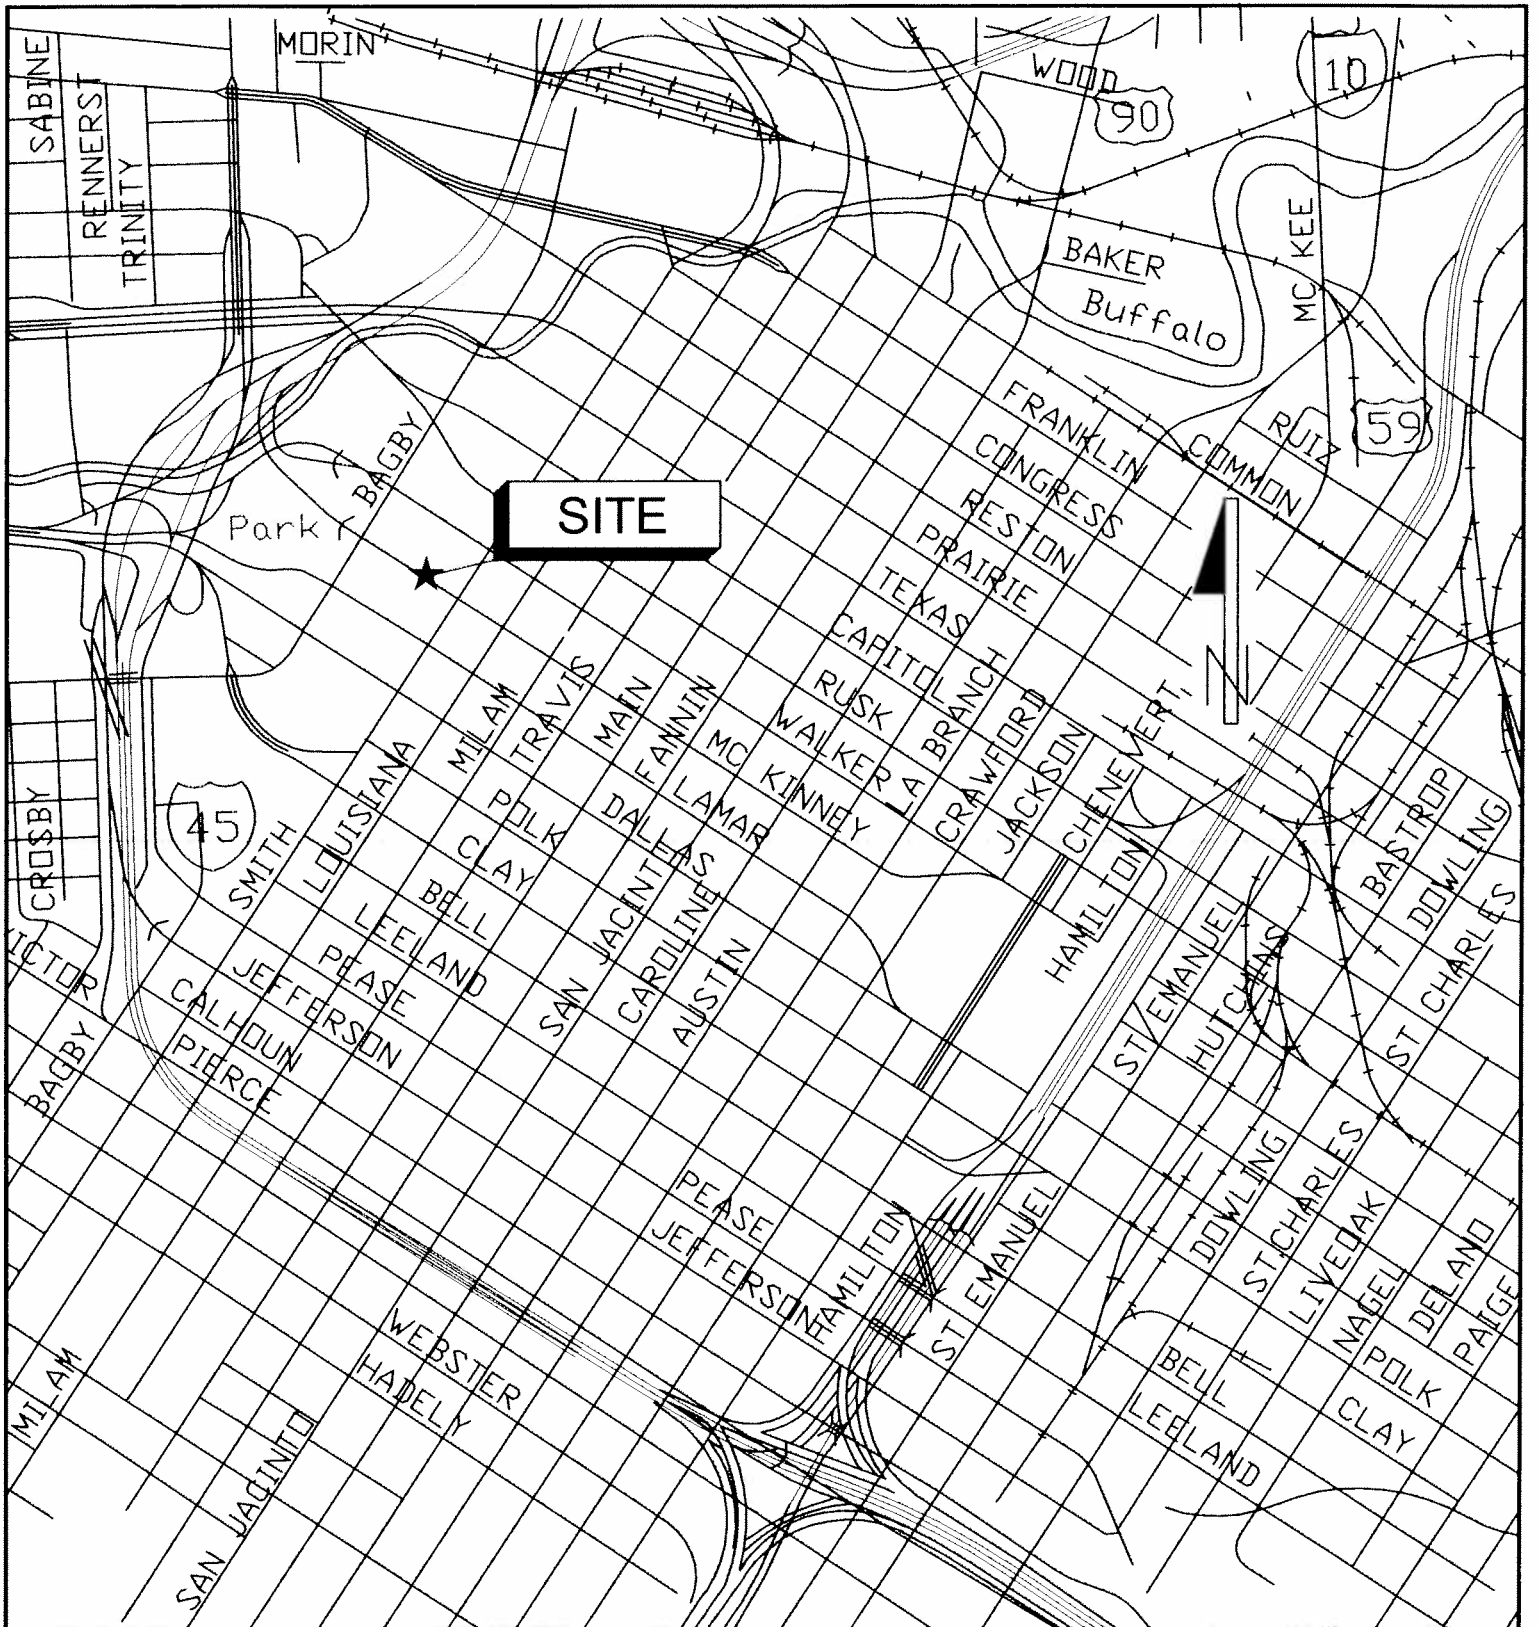 MORIN
SABINE
RENNERST
TRINITY
WOOD
90
10
MC KEE
BAKER
Buffalo
FRANKLIN
CONGRESS
RESTON
PRAIRIE
TEXAS
CAPITOL
RUSK
WALKER
MC KINNEY
LAMAR
DALLAS
COMMON
RUIZ
59
BAGBY
Park
SITE
N
MILAM
TRAVIS
MAIN
FANNIN
LA BRANCH
CRAWFORD
JACKSON
CHENEVERT
HAMILTON
LOUISIANA
SMITH
45
CROSBY
POLK
CLAY
BELL
LEELAND
PEASE
JEFFERSON
CALHOUN
PIERCE
SAN JACINT
CAROLINE
AUSTIN
BASTROP
DOWLING
ST CHARLES
ST/EMANUEL
HUTCHINS
ICTOR
BAGBY
PEASE
JEFFERSON
HAMILTON
ST EMANUEL
DOWLING
ST.CHARLES
LIVEOAK
NAGEL
DELANO
PAIGE
BELL
LEELAND
POLK
CLAY
WEBSTER
HADELY
MILAM
SAN JACINTO